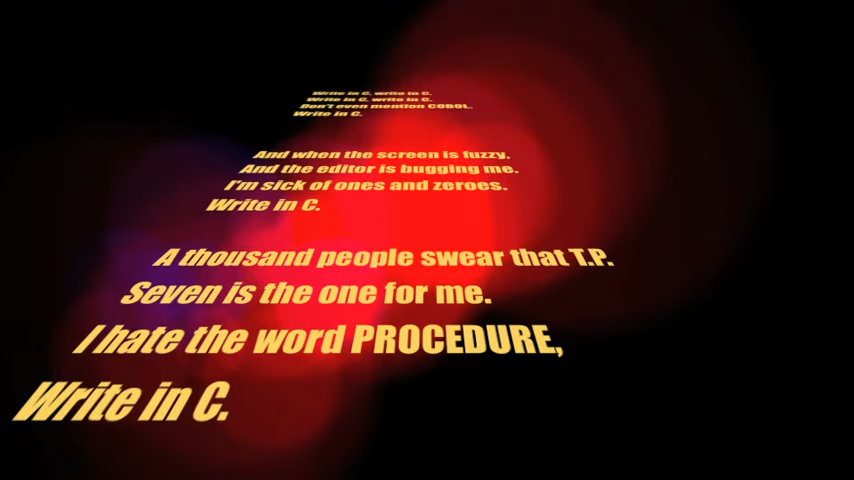 Write in C, write in C.
Write in C, write in C.
Don't even mention COBOL.
Write in C.
And when the screen is fuzzy,
And the editor is bugging me.
I'm sick of ones and zeroes.
Write in C.
A thousand people swear that T.P.
Seven is the one for me.
I hate the word PROCEDURE,
Write in C.